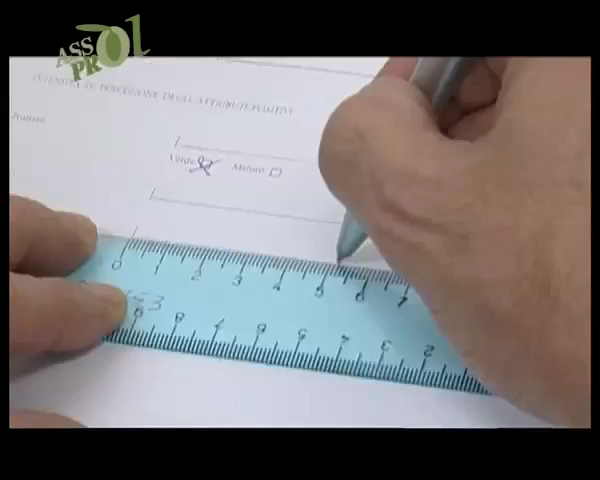 ASS
PROL
INTENSITÀ DI PERCEZIONE DEGLI ATTRIBUTI POSITIVI
Fruttato
Verde Maturo
0 1 2 3 4 5 6 7